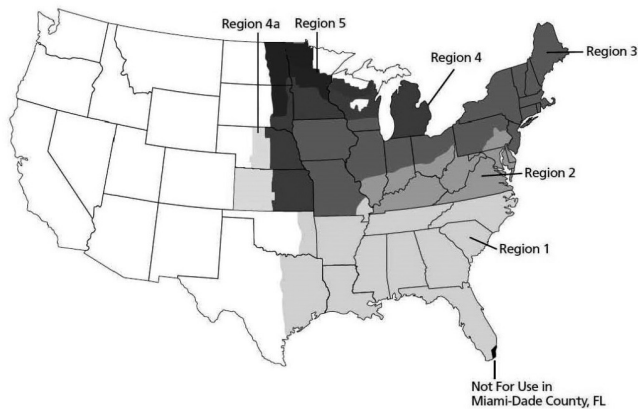 Region 4a
Region 5
Region 3
Region 4
Region 2
Region 1
Not For Use in
Miami-Dade County, FL